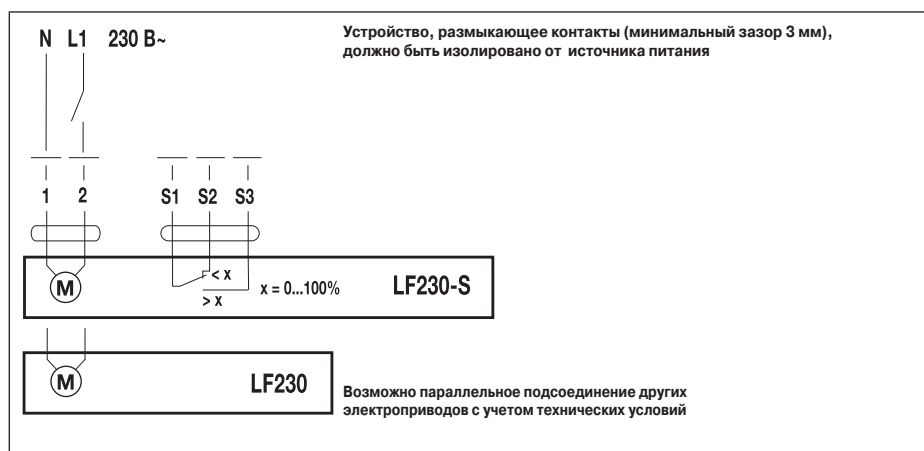 N L1 230 В~
Устройство, размыкающее контакты (минимальный зазор 3 мм),
должно быть изолировано от источника питания
1 2 S1 S2 S3
< x
M x = 0...100% LF230-S
> x
M LF230
Возможно параллельное подсоединение других
электроприводов с учетом технических условий